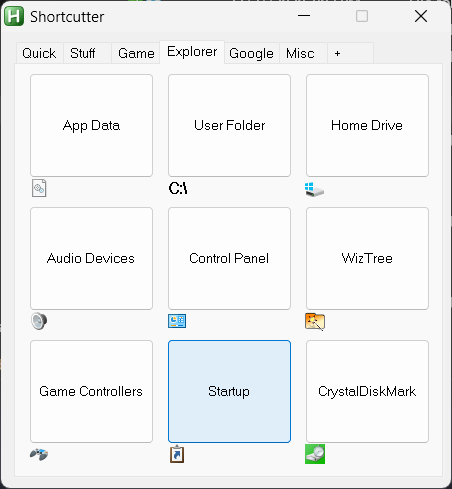 Shortcutter
Quick Stuff Game Explorer Google Misc +
App Data User Folder Home Drive
C:\
Audio Devices Control Panel WizTree
Game Controllers Startup CrystalDiskMark